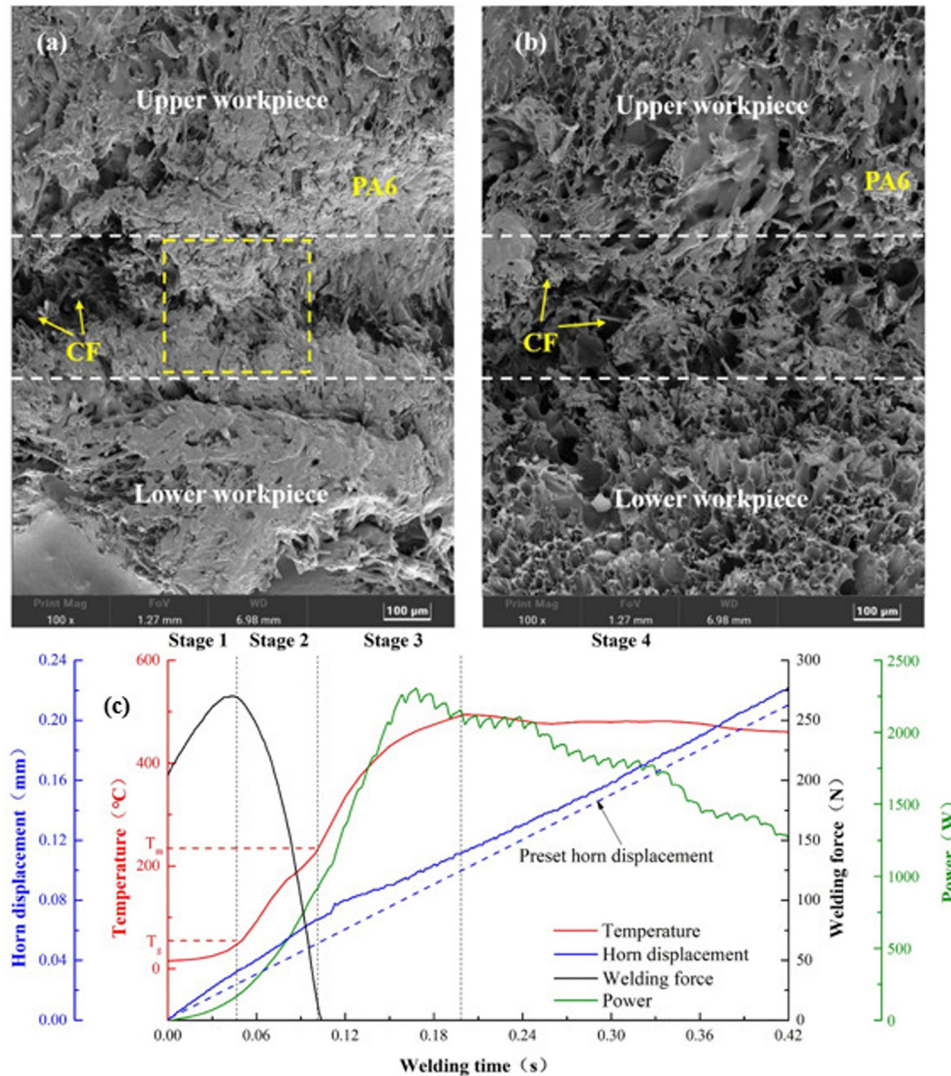 (a)
Upper workpiece
PA6
CF
Lower workpiece
Print Mag FoV WD
100 x 1.27 mm 6.98 mm 100 µm
(b)
Upper workpiece
PA6
CF
Lower workpiece
Print Mag FoV WD
100 x 1.27 mm 6.98 mm 100 µm
Stage 1 Stage 2 Stage 3 Stage 4
(c)
Horn displacement（mm）
0.24
0.20
0.16
0.12
0.08
0.04
0.00
Temperature（°C）
600
400
200
0
Tm
Tg
Preset horn displacement
Temperature
Horn displacement
Welding force
Power
Welding force（N）
300
250
200
150
100
50
0
Power（W）
2500
2000
1500
1000
500
0
0.00 0.06 0.12 0.18 0.24 0.30 0.36 0.42
Welding time（s）